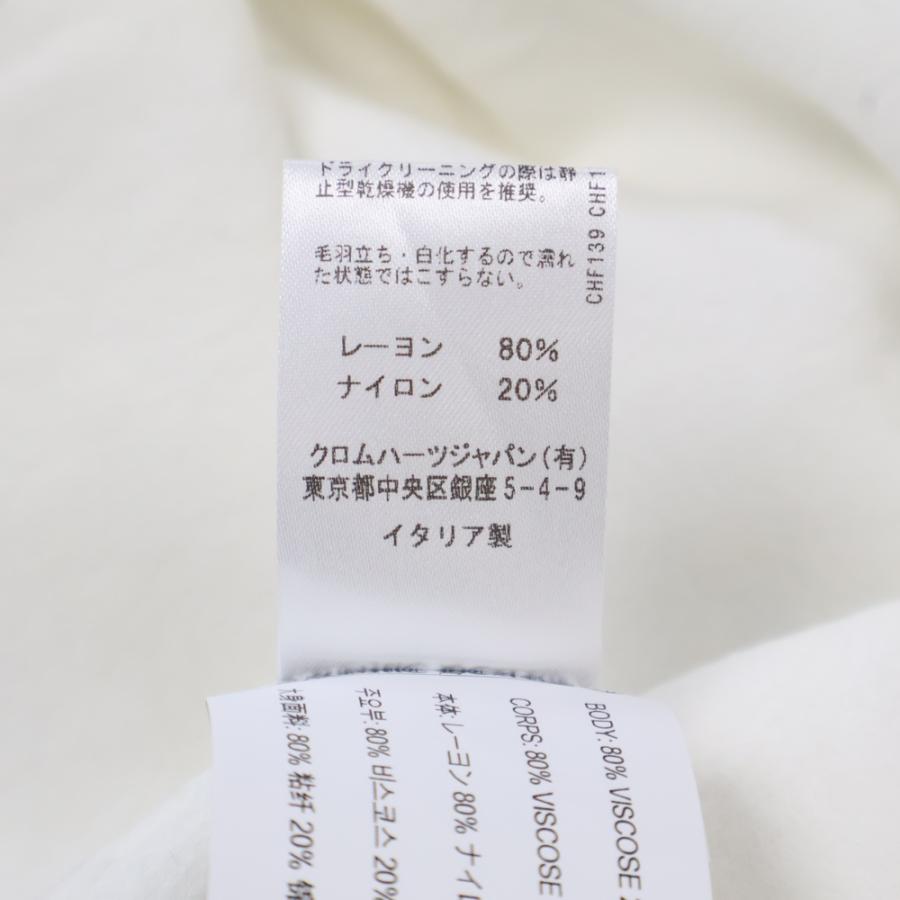 ドライクリーニングの際は静
止型乾燥機の使用を推奨。
毛羽立ち・白化するので濡れ
た状態ではこすらない。
レーヨン 80%
ナイロン 20%
クロムハーツジャパン(有)
東京都中央区銀座5-4-9
イタリア製
CHF139 CHF1
BODY: 80% VISCOSE
CORPS: 80% VISCOSE
本体: レーヨン 80% ナイ
주요부: 80% 비스코스 20%
大身面料: 80% 粘纤 20%